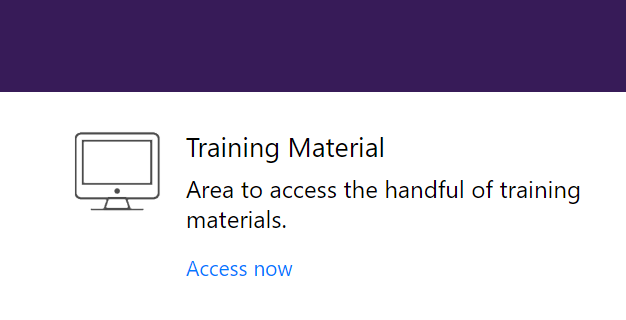 Training Material
Area to access the handful of training
materials.
Access now